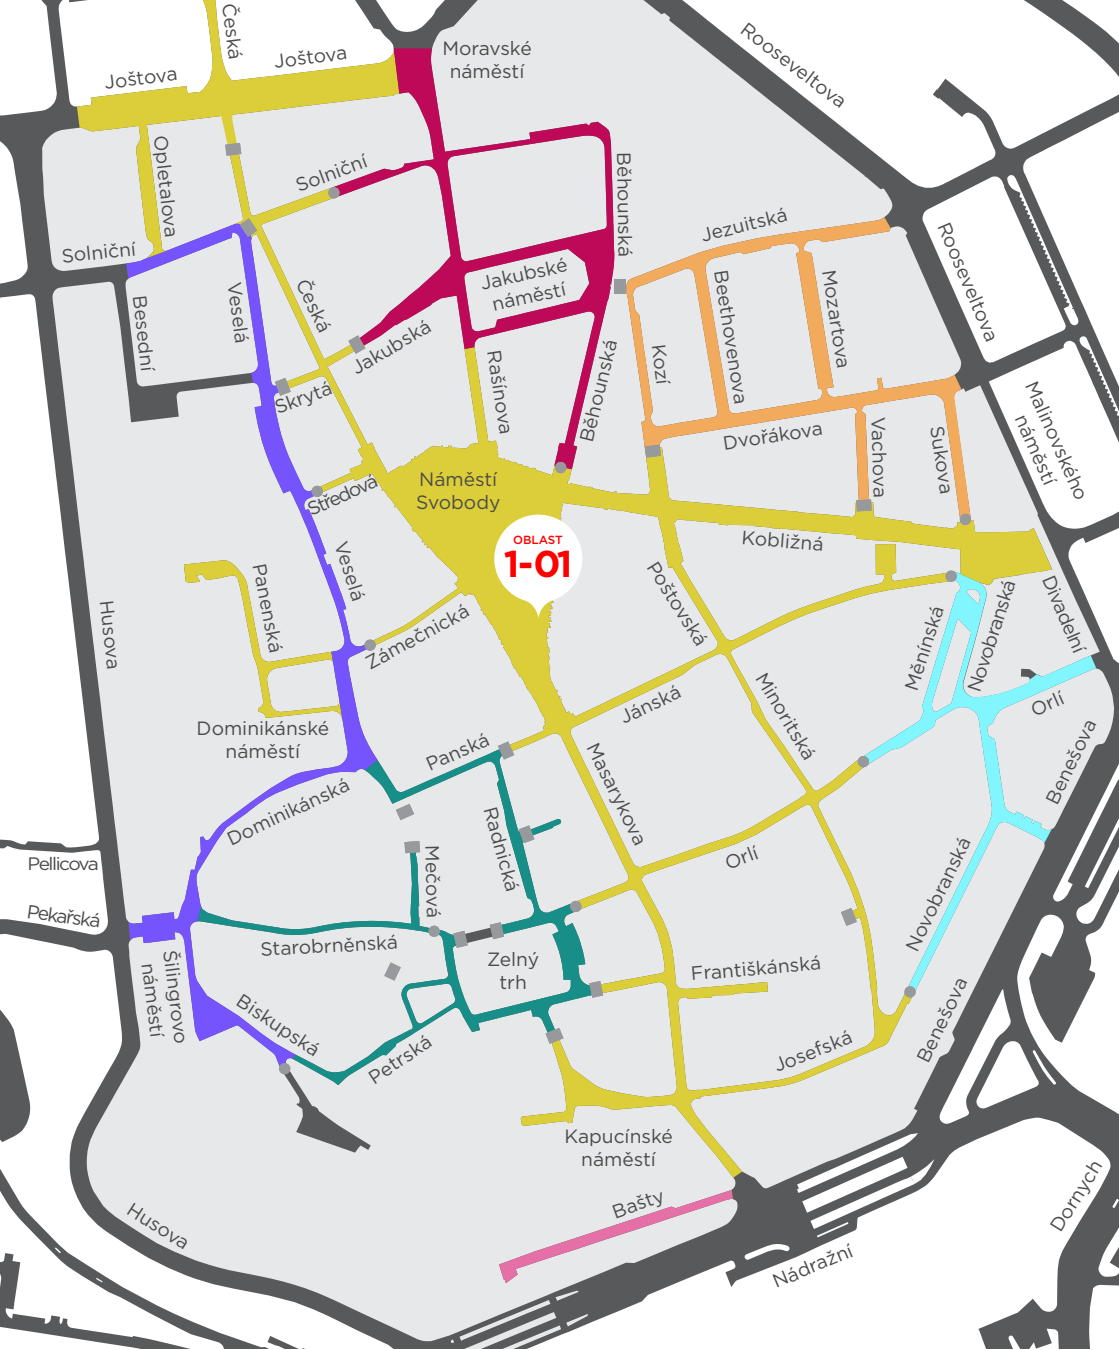 Česká
Joštova
Joštova
Moravské
náměstí
Rooseveltova
Opletalova
Solniční
Běhounská
Solniční
Jezuitská
Rooseveltova
Besední
Veselá
Česká
Jakubské
náměstí
Beethovenova
Mozartova
Jakubská
Skrytá
Rašínova
Běhounská
Kozí
Dvořákova
Vachova
Sukova
Malinovského
náměstí
Náměstí
Svobody
Středová
OBLAST
1-01
Kobližná
Veselá
Panenská
Husova
Zámečnická
Poštovská
Měnínská
Novobranská
Divadelní
Dominikánské
náměstí
Panská
Jánská
Minoritská
Orlí
Benešova
Masarykova
Dominikánská
Radnická
Mečová
Orlí
Pellicova
Pekařská
Starobrněnská
Zelný
trh
Františkánská
Novobranská
Šilingrovo
náměstí
Biskupská
Petrská
Josefská
Benešova
Kapucínské
náměstí
Bašty
Husova
Nádražní
Dornych